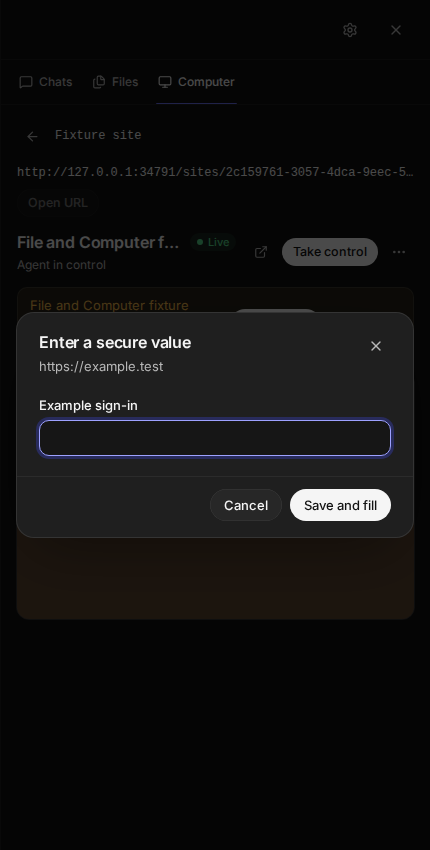 Chats
Files
Computer
Fixture site
http://127.0.0.1:34791/sites/2c159761-3057-4dca-9eec-5…
Open URL
File and Computer f…
Live
Take control
Agent in control
File and Computer fixture
Enter a secure value
https://example.test
Example sign-in
Cancel
Save and fill